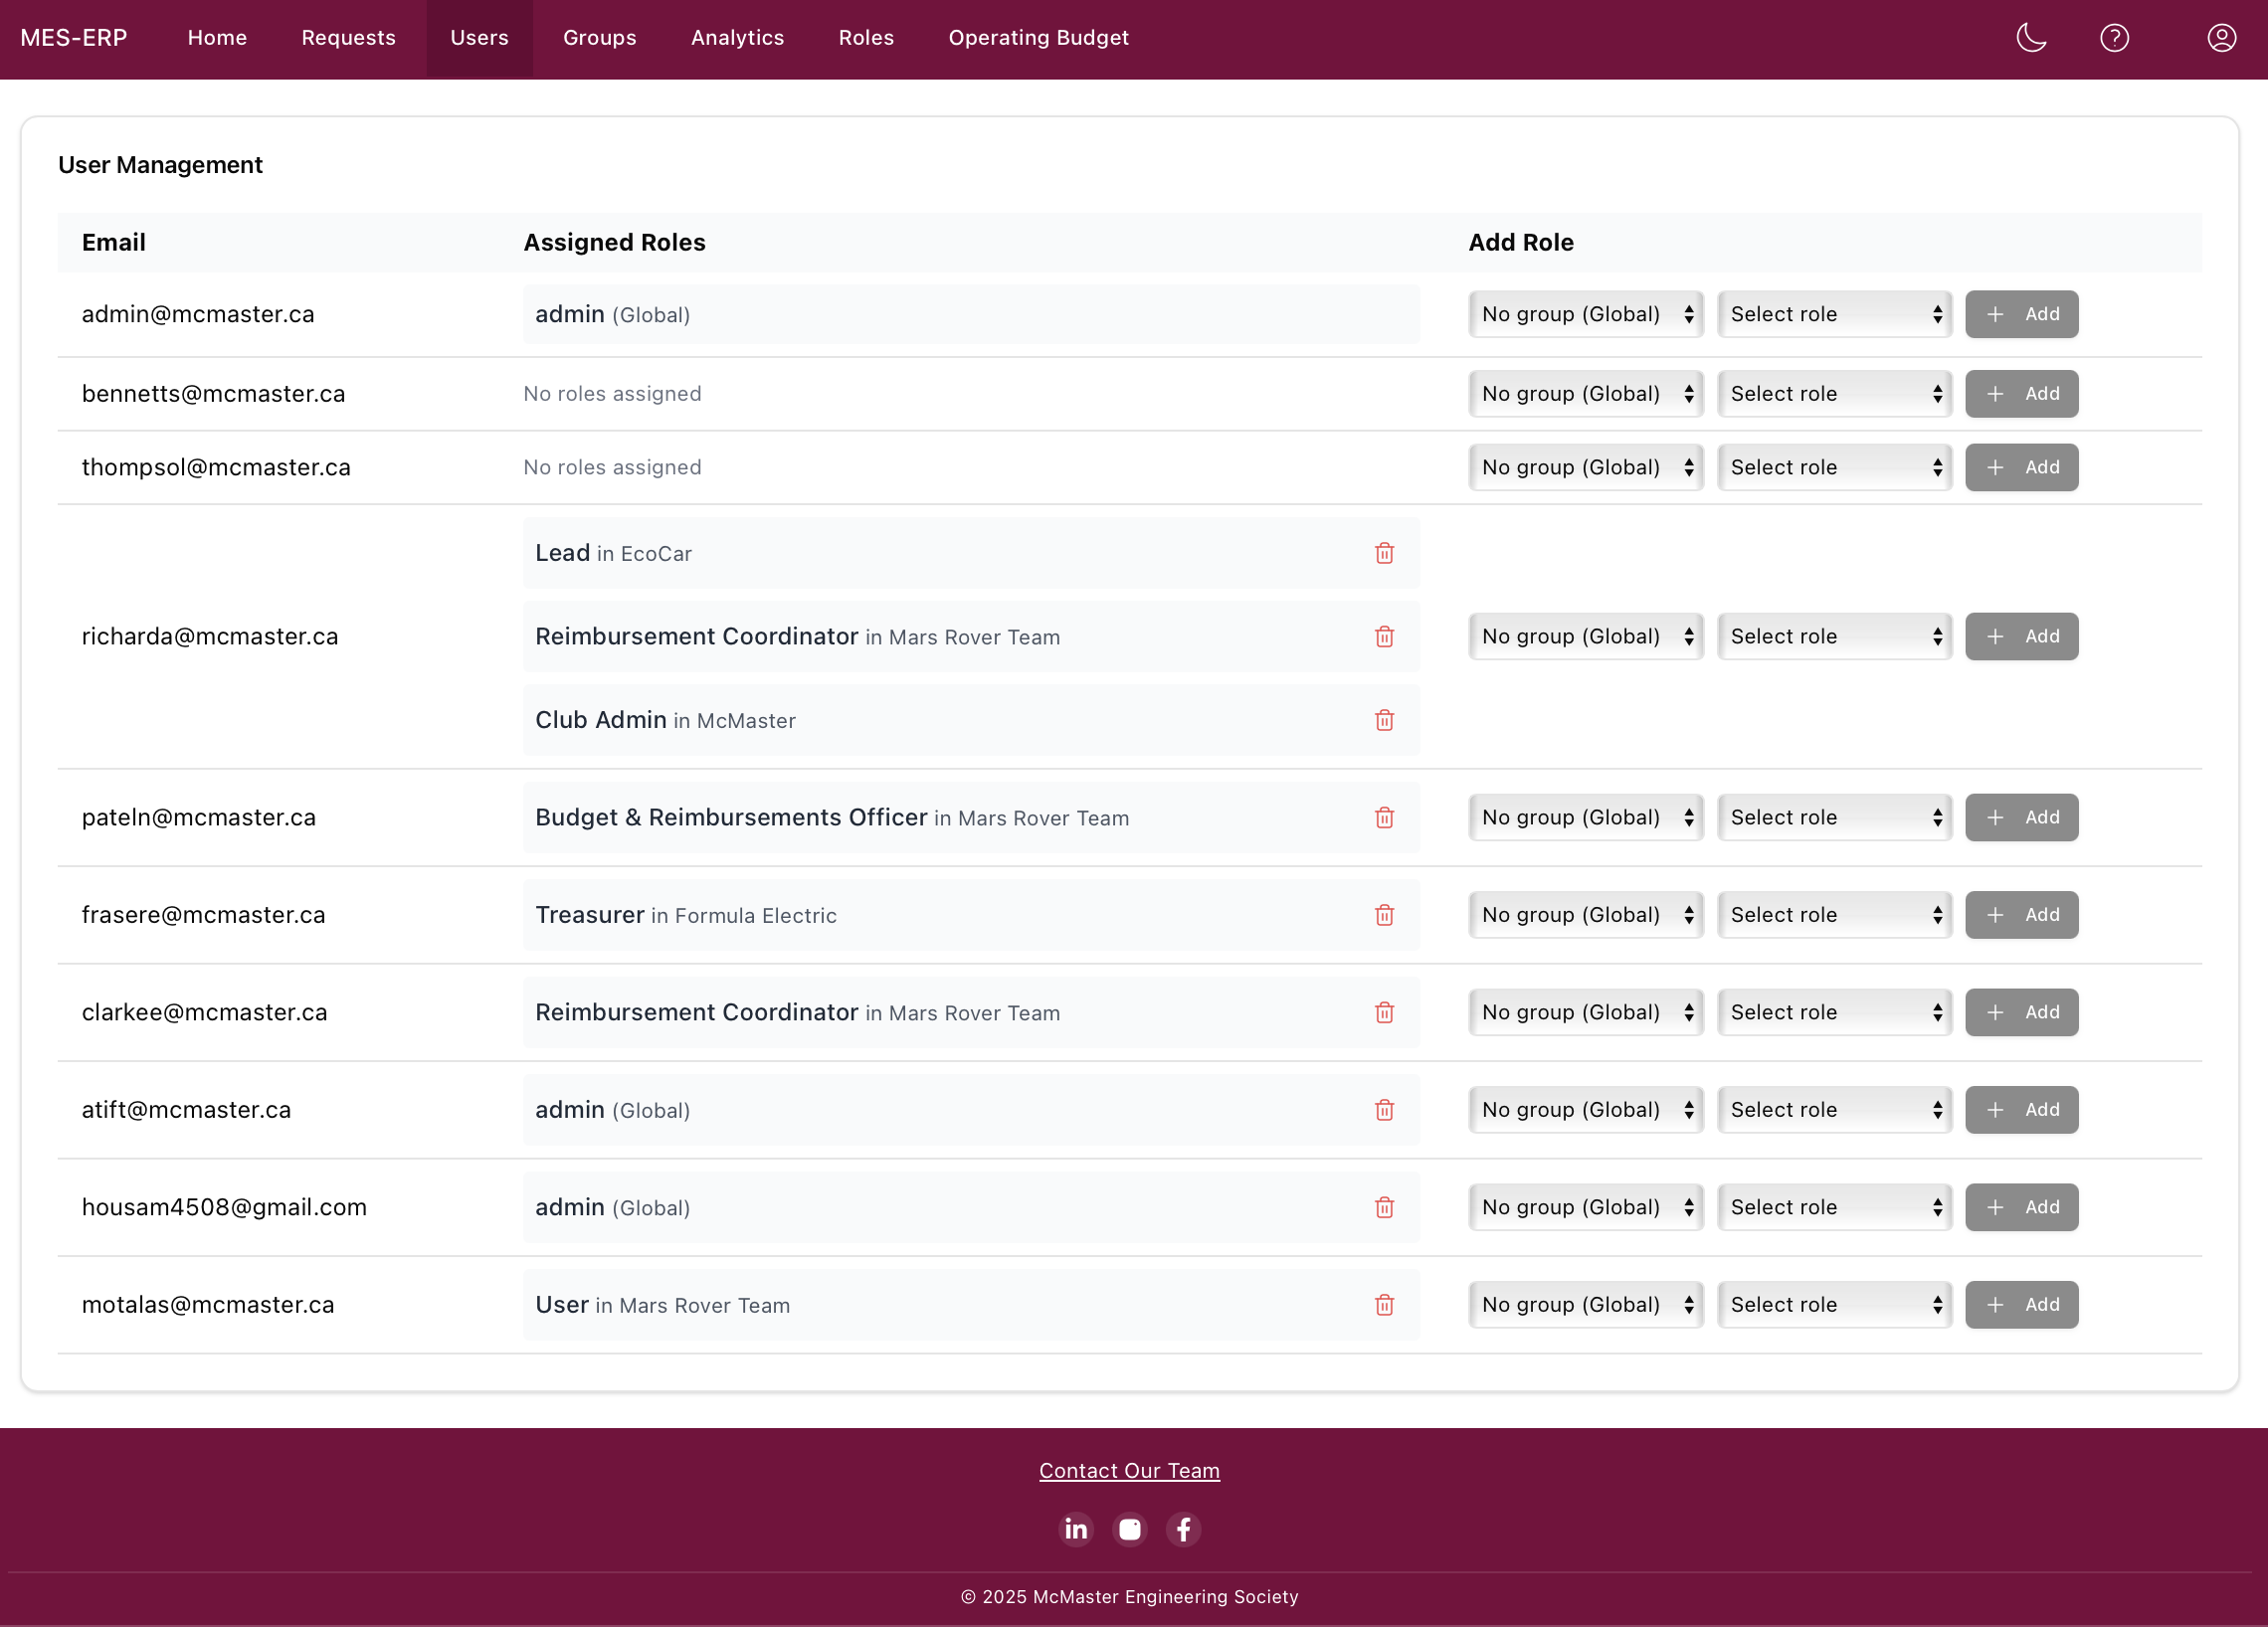 MES-ERP Home Requests Users Groups Analytics Roles Operating Budget ?
User Management
Email Assigned Roles Add Role
admin@mcmaster.ca admin (Global) No group (Global) Select role + Add
bennetts@mcmaster.ca No roles assigned No group (Global) Select role + Add
thompsol@mcmaster.ca No roles assigned No group (Global) Select role + Add
Lead in EcoCar
richarda@mcmaster.ca Reimbursement Coordinator in Mars Rover Team No group (Global) Select role + Add
Club Admin in McMaster
pateln@mcmaster.ca Budget & Reimbursements Officer in Mars Rover Team No group (Global) Select role + Add
frasere@mcmaster.ca Treasurer in Formula Electric No group (Global) Select role + Add
clarkee@mcmaster.ca Reimbursement Coordinator in Mars Rover Team No group (Global) Select role + Add
atift@mcmaster.ca admin (Global) No group (Global) Select role + Add
housam4508@gmail.com admin (Global) No group (Global) Select role + Add
motalas@mcmaster.ca User in Mars Rover Team No group (Global) Select role + Add
Contact Our Team
in f
© 2025 McMaster Engineering Society